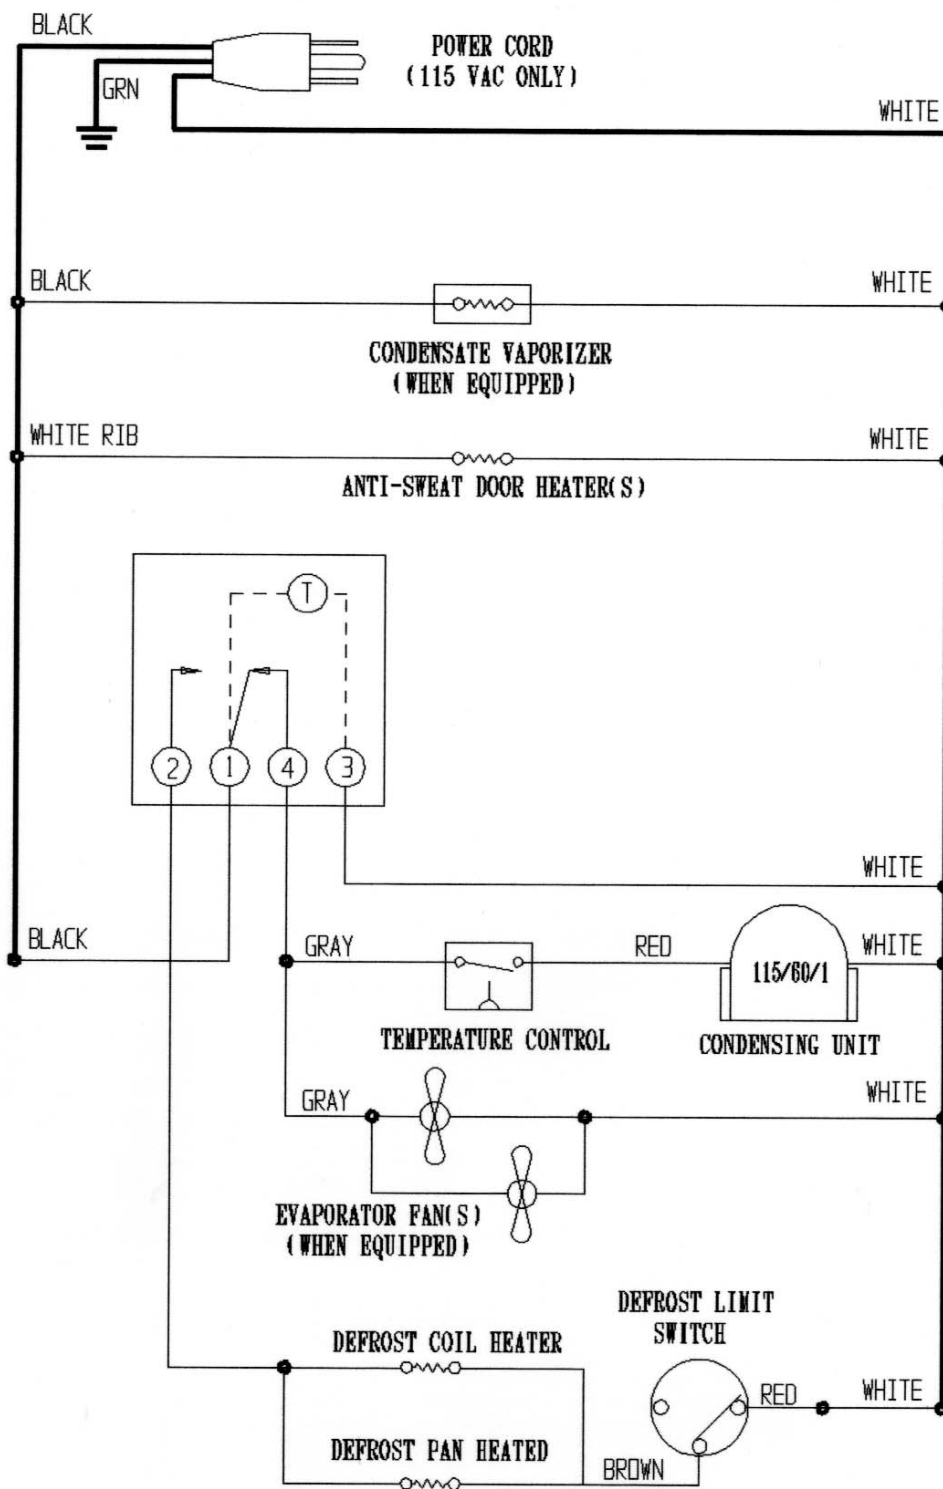 BLACK
POWER CORD
(115 VAC ONLY)
GRN
WHITE
BLACK
WHITE
CONDENSATE VAPORIZER
(WHEN EQUIPPED)
WHITE RIB
WHITE
ANTI-SWEAT DOOR HEATER(S)
T
2 1 4 3
WHITE
BLACK
GRAY
RED
WHITE
115/60/1
TEMPERATURE CONTROL
CONDENSING UNIT
GRAY
WHITE
EVAPORATOR FAN(S)
(WHEN EQUIPPED)
DEFROST LIMIT
SWITCH
DEFROST COIL HEATER
RED
WHITE
DEFROST PAN HEATED
BROWN